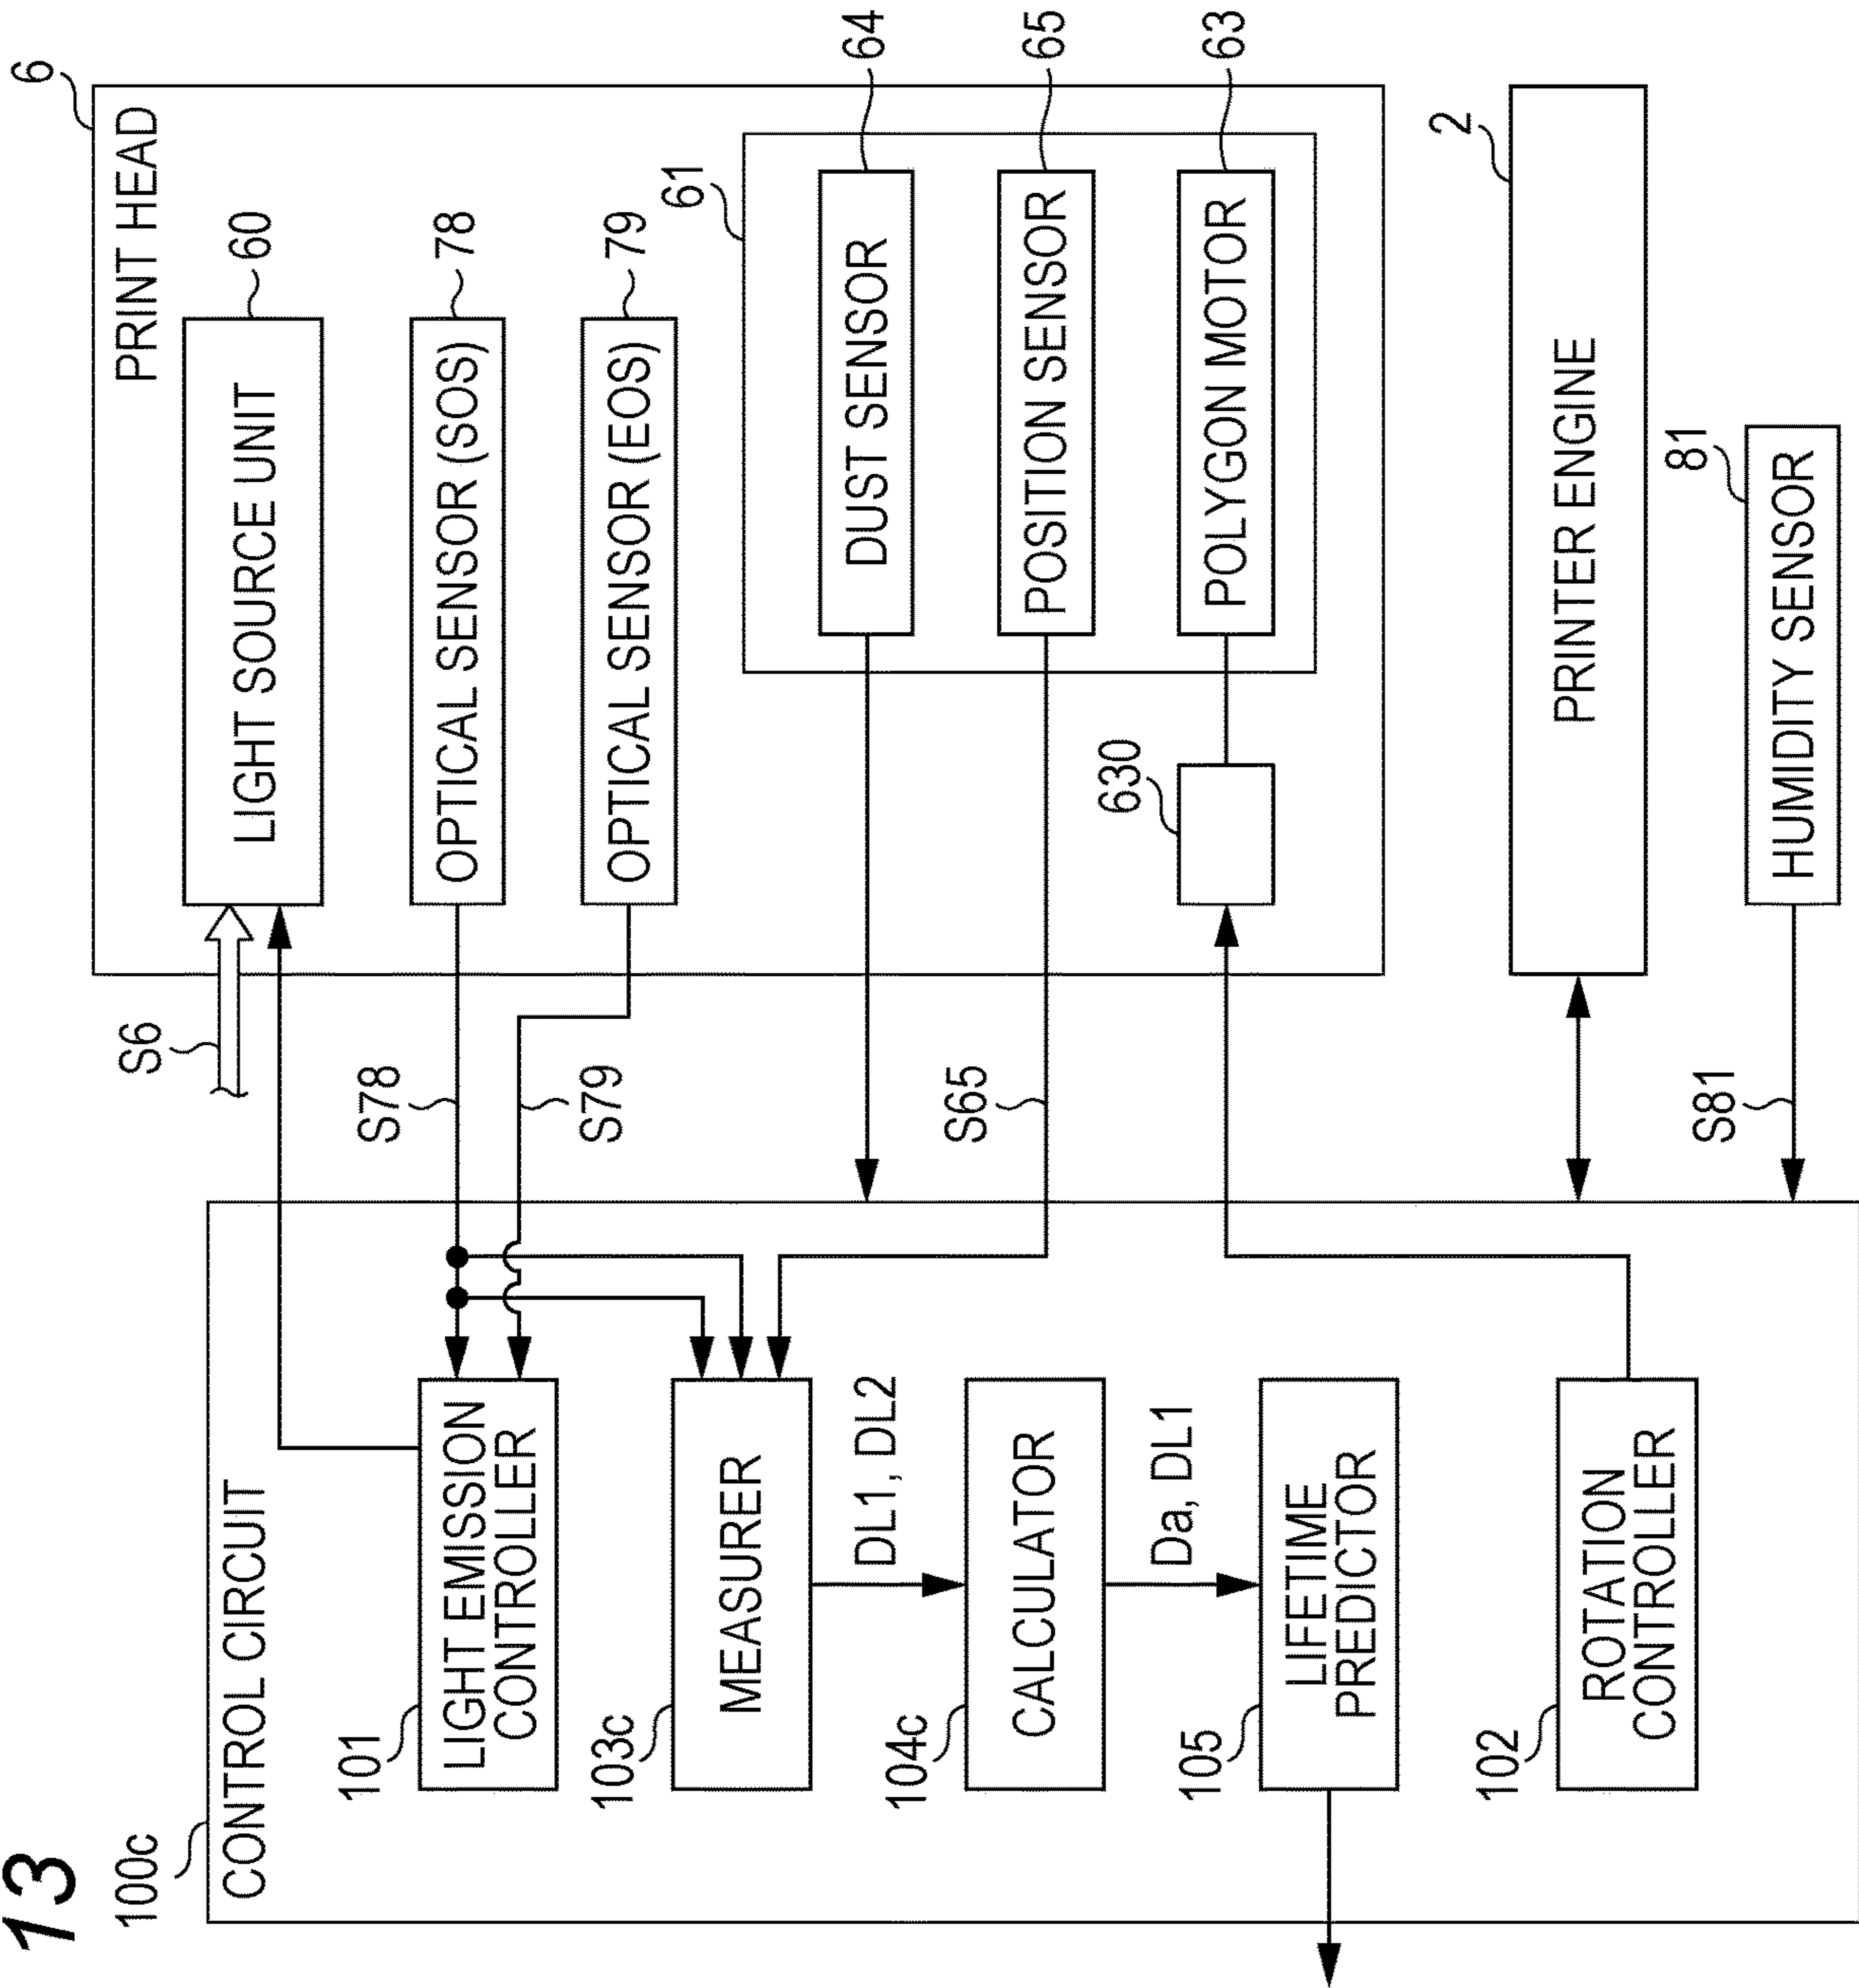 13
100c
CONTROL CIRCUIT
101
LIGHT EMISSION
CONTROLLER
103c
MEASURER
DL1, DL2
104c
CALCULATOR
Da, DL1
105
LIFETIME
PREDICTOR
102
ROTATION
CONTROLLER
S6
S78
S79
S65
S81
6
PRINT HEAD
60
LIGHT SOURCE UNIT
78
OPTICAL SENSOR (SOS)
79
OPTICAL SENSOR (EOS)
61
64
DUST SENSOR
65
POSITION SENSOR
63
POLYGON MOTOR
630
2
PRINTER ENGINE
81
HUMIDITY SENSOR